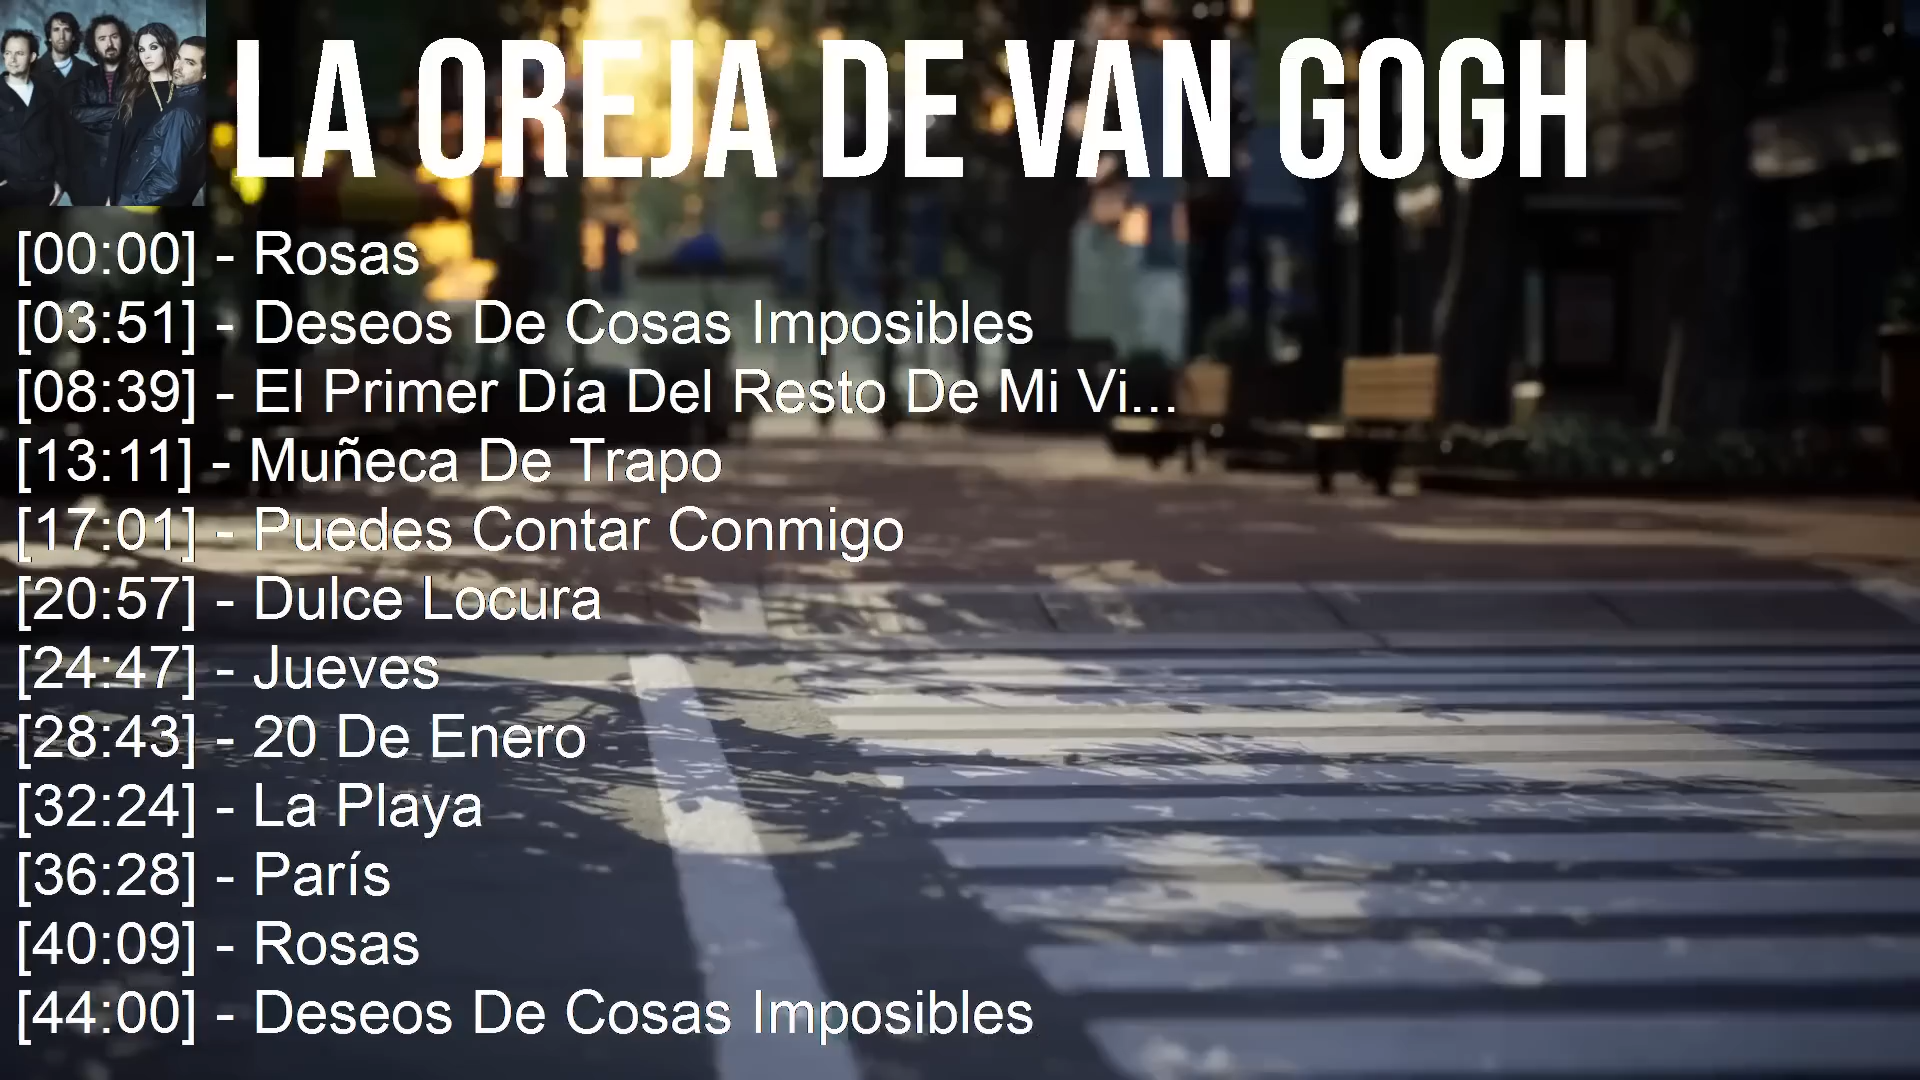 LA OREJA DE VAN GOGH
[00:00] - Rosas
[03:51] - Deseos De Cosas Imposibles
[08:39] - El Primer Día Del Resto De Mi Vi...
[13:11] - Muñeca De Trapo
[17:01] - Puedes Contar Conmigo
[20:57] - Dulce Locura
[24:47] - Jueves
[28:43] - 20 De Enero
[32:24] - La Playa
[36:28] - París
[40:09] - Rosas
[44:00] - Deseos De Cosas Imposibles